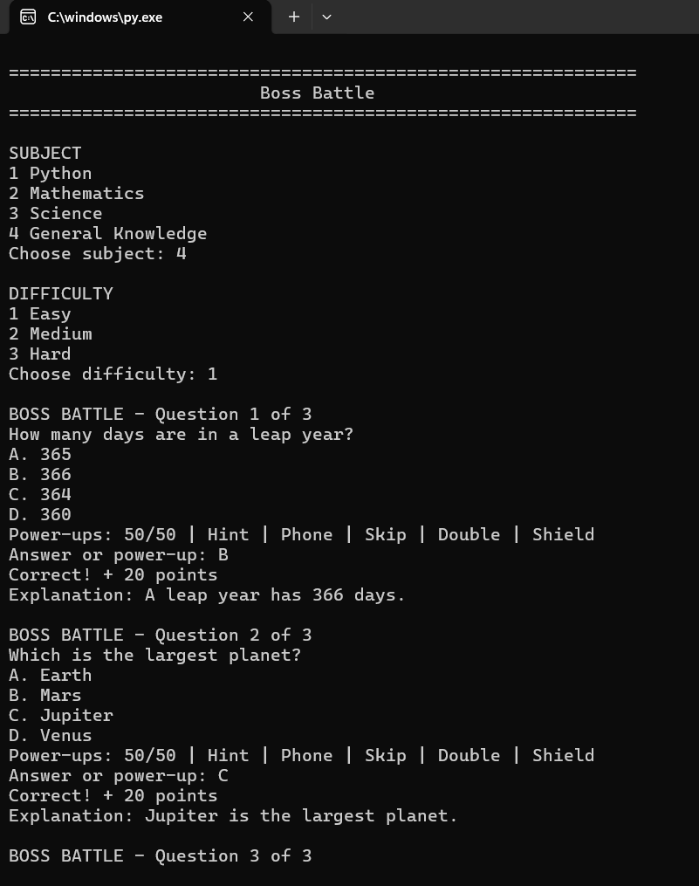 C:\windows\py.exe
============================================================
Boss Battle
============================================================
SUBJECT
1 Python
2 Mathematics
3 Science
4 General Knowledge
Choose subject: 4
DIFFICULTY
1 Easy
2 Medium
3 Hard
Choose difficulty: 1
BOSS BATTLE - Question 1 of 3
How many days are in a leap year?
A. 365
B. 366
C. 364
D. 360
Power-ups: 50/50 | Hint | Phone | Skip | Double | Shield
Answer or power-up: B
Correct! + 20 points
Explanation: A leap year has 366 days.
BOSS BATTLE - Question 2 of 3
Which is the largest planet?
A. Earth
B. Mars
C. Jupiter
D. Venus
Power-ups: 50/50 | Hint | Phone | Skip | Double | Shield
Answer or power-up: C
Correct! + 20 points
Explanation: Jupiter is the largest planet.
BOSS BATTLE - Question 3 of 3